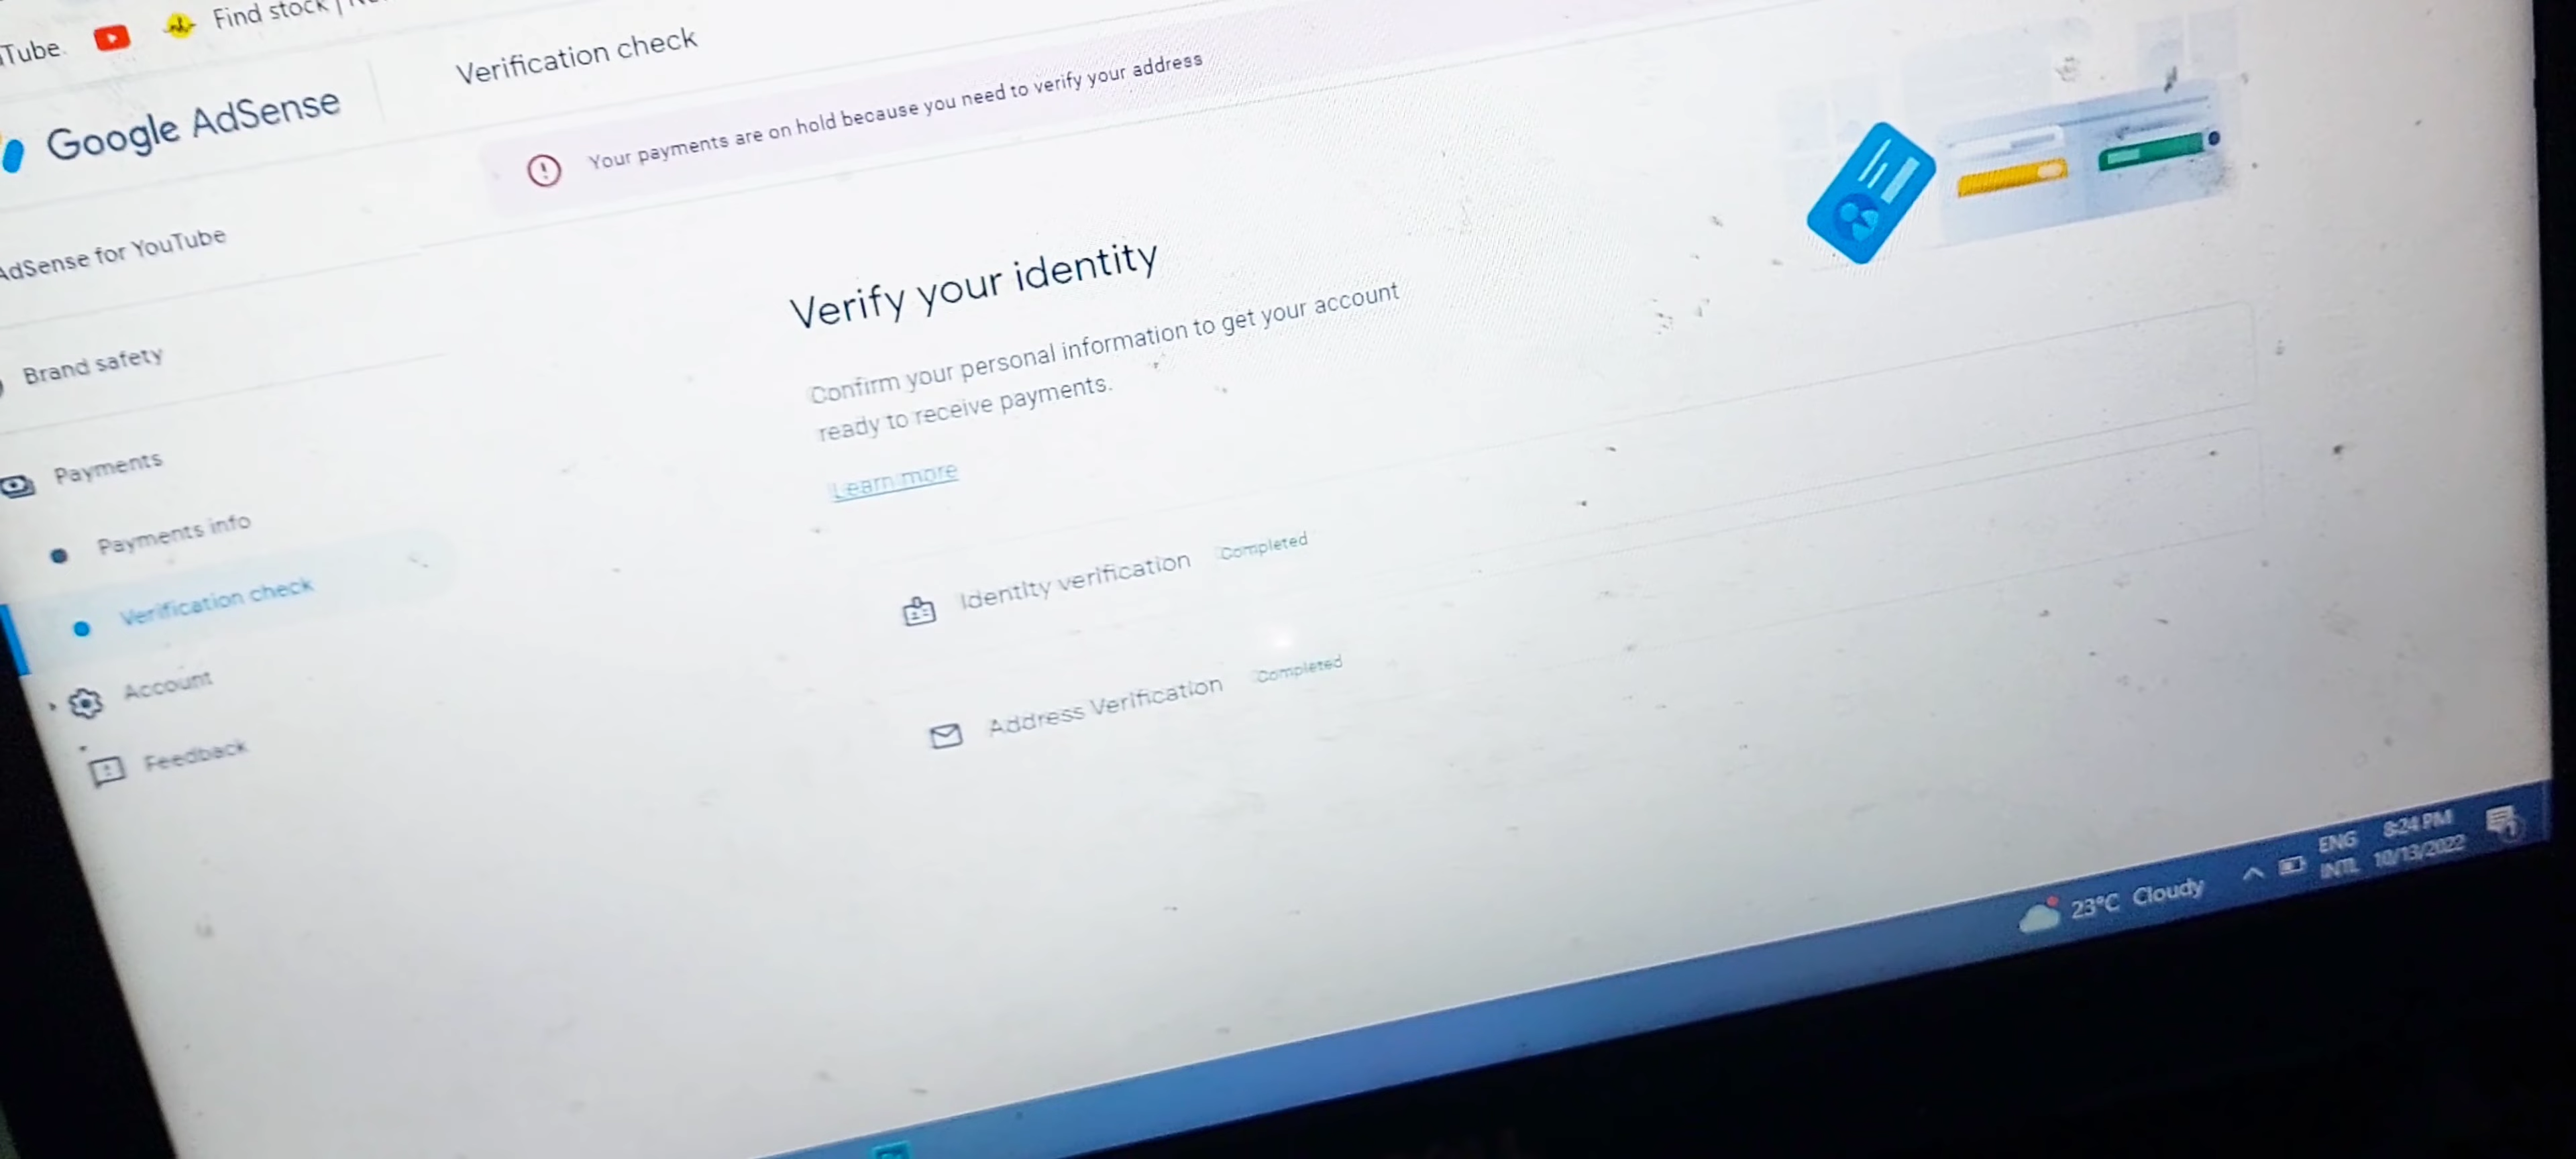 Tube
Find stock |
Google AdSense
Verification check
Your payments are on hold because you need to verify your address
AdSense for YouTube
Brand safety
Payments
Payments info
Verification check
Account
Feedback
Verify your identity
Confirm your personal information to get your account
ready to receive payments.
Learn more
Identity verification Completed
Address Verification Completed
23°C Cloudy
ENG
INTL
8:24 PM
10/13/2022